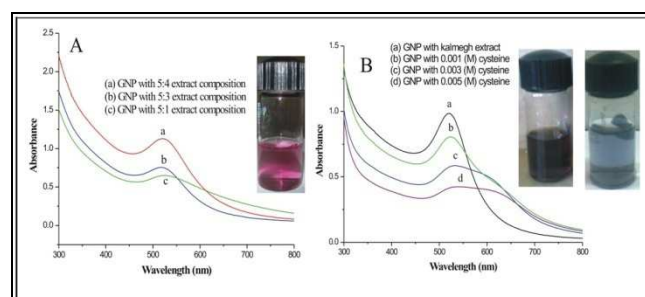 A
(a) GNP with 5:4 extract composition
(b) GNP with 5:3 extract composition
(c) GNP with 5:1 extract composition
2.5
2.0
1.5
1.0
0.5
0.0
Absorbance
a
b
c
300 400 500 600 700 800
Wavelength (nm)
B
(a) GNP with kalmegh extract
(b) GNP with 0.001 (M) cysteine
(c) GNP with 0.003 (M) cysteine
(d) GNP with 0.005 (M) cysteine
1.5
1.0
0.5
0.0
Absorbance
a
b
c
d
300 400 500 600 700 800
Wavelength (nm)